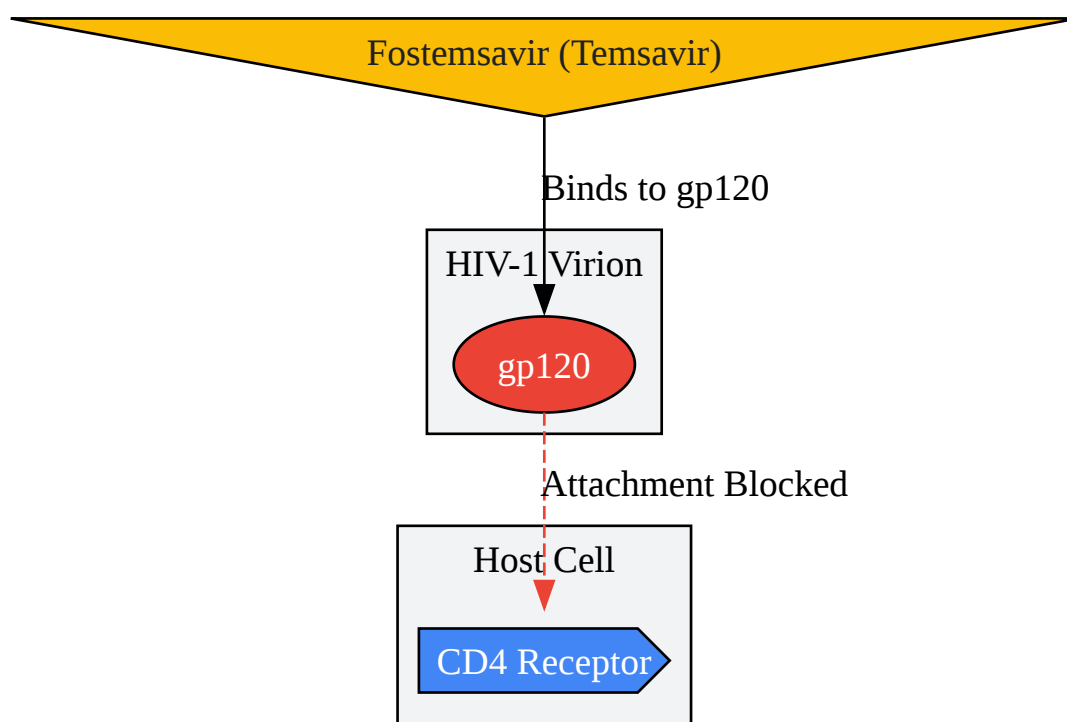 Fostemsavir (Temsavir)
Binds to gp120
HIV-1 Virion
gp120
Attachment Blocked
Host Cell
CD4 Receptor